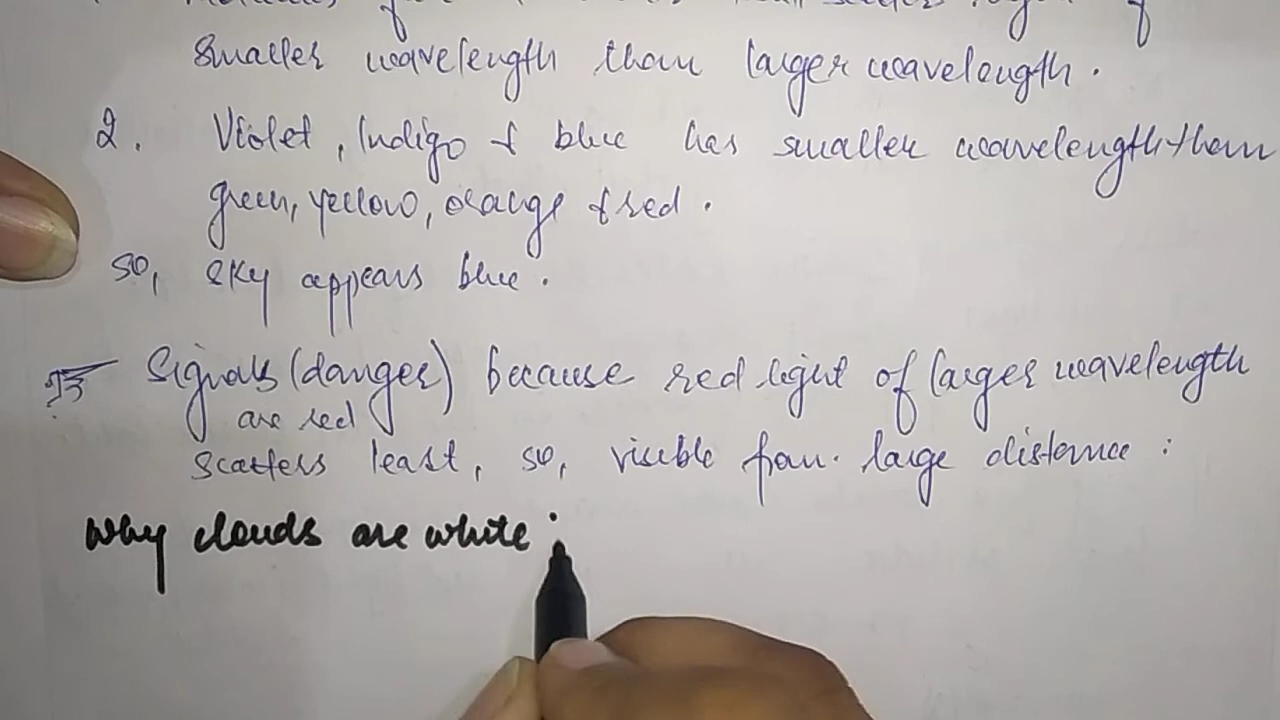 smaller wavelength than larger wavelength.
2. Violet, Indigo & blue has smaller wavelength than
green, yellow, orange & red.
so, sky appears blue.
Signals (danger) because red light of larger wavelength
are red
scatters least, so, visible from large distance :
Why clouds are white :